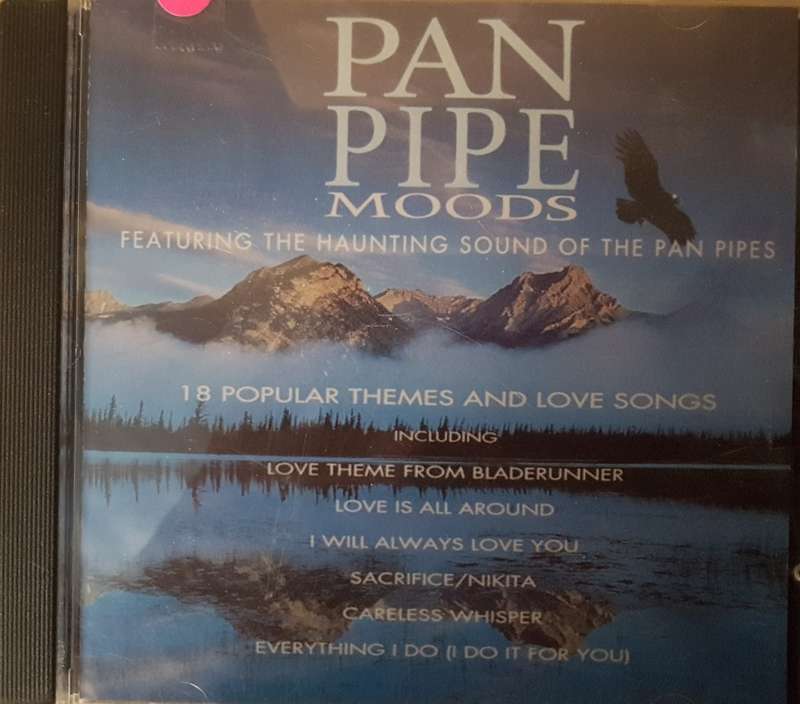 PAN
PIPE
MOODS
FEATURING THE HAUNTING SOUND OF THE PAN PIPES
18 POPULAR THEMES AND LOVE SONGS
INCLUDING
LOVE THEME FROM BLADERUNNER
LOVE IS ALL AROUND
I WILL ALWAYS LOVE YOU
SACRIFICE/NIKITA
CARELESS WHISPER
EVERYTHING I DO (I DO IT FOR YOU)